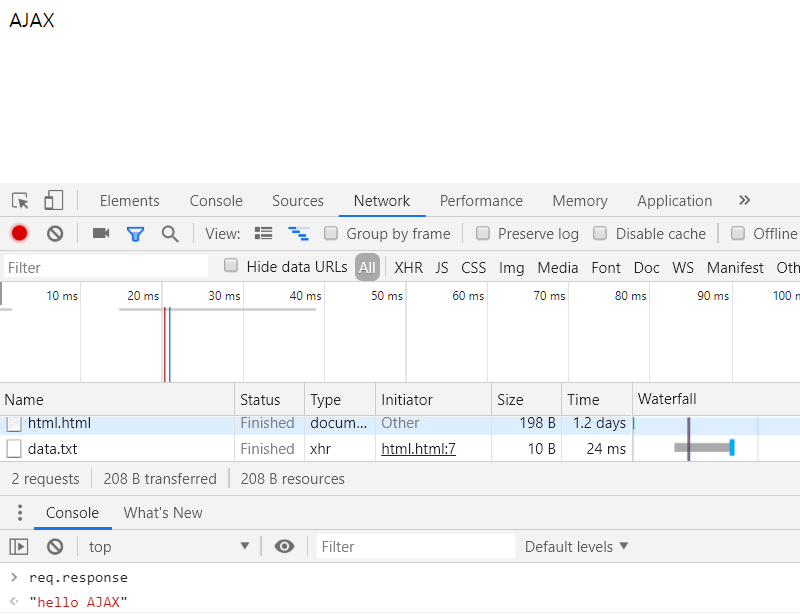 AJAX
Elements Console Sources Network Performance Memory Application »
View: Group by frame Preserve log Disable cache Offline
Filter Hide data URLs All XHR JS CSS Img Media Font Doc WS Manifest Oth
10 ms 20 ms 30 ms 40 ms 50 ms 60 ms 70 ms 80 ms 90 ms 100 m
Name Status Type Initiator Size Time Waterfall
html.html Finished docum... Other 198 B 1.2 days
data.txt Finished xhr html.html:7 10 B 24 ms
2 requests 208 B transferred 208 B resources
Console What's New
top Filter Default levels ▼
> req.response
"hello AJAX"